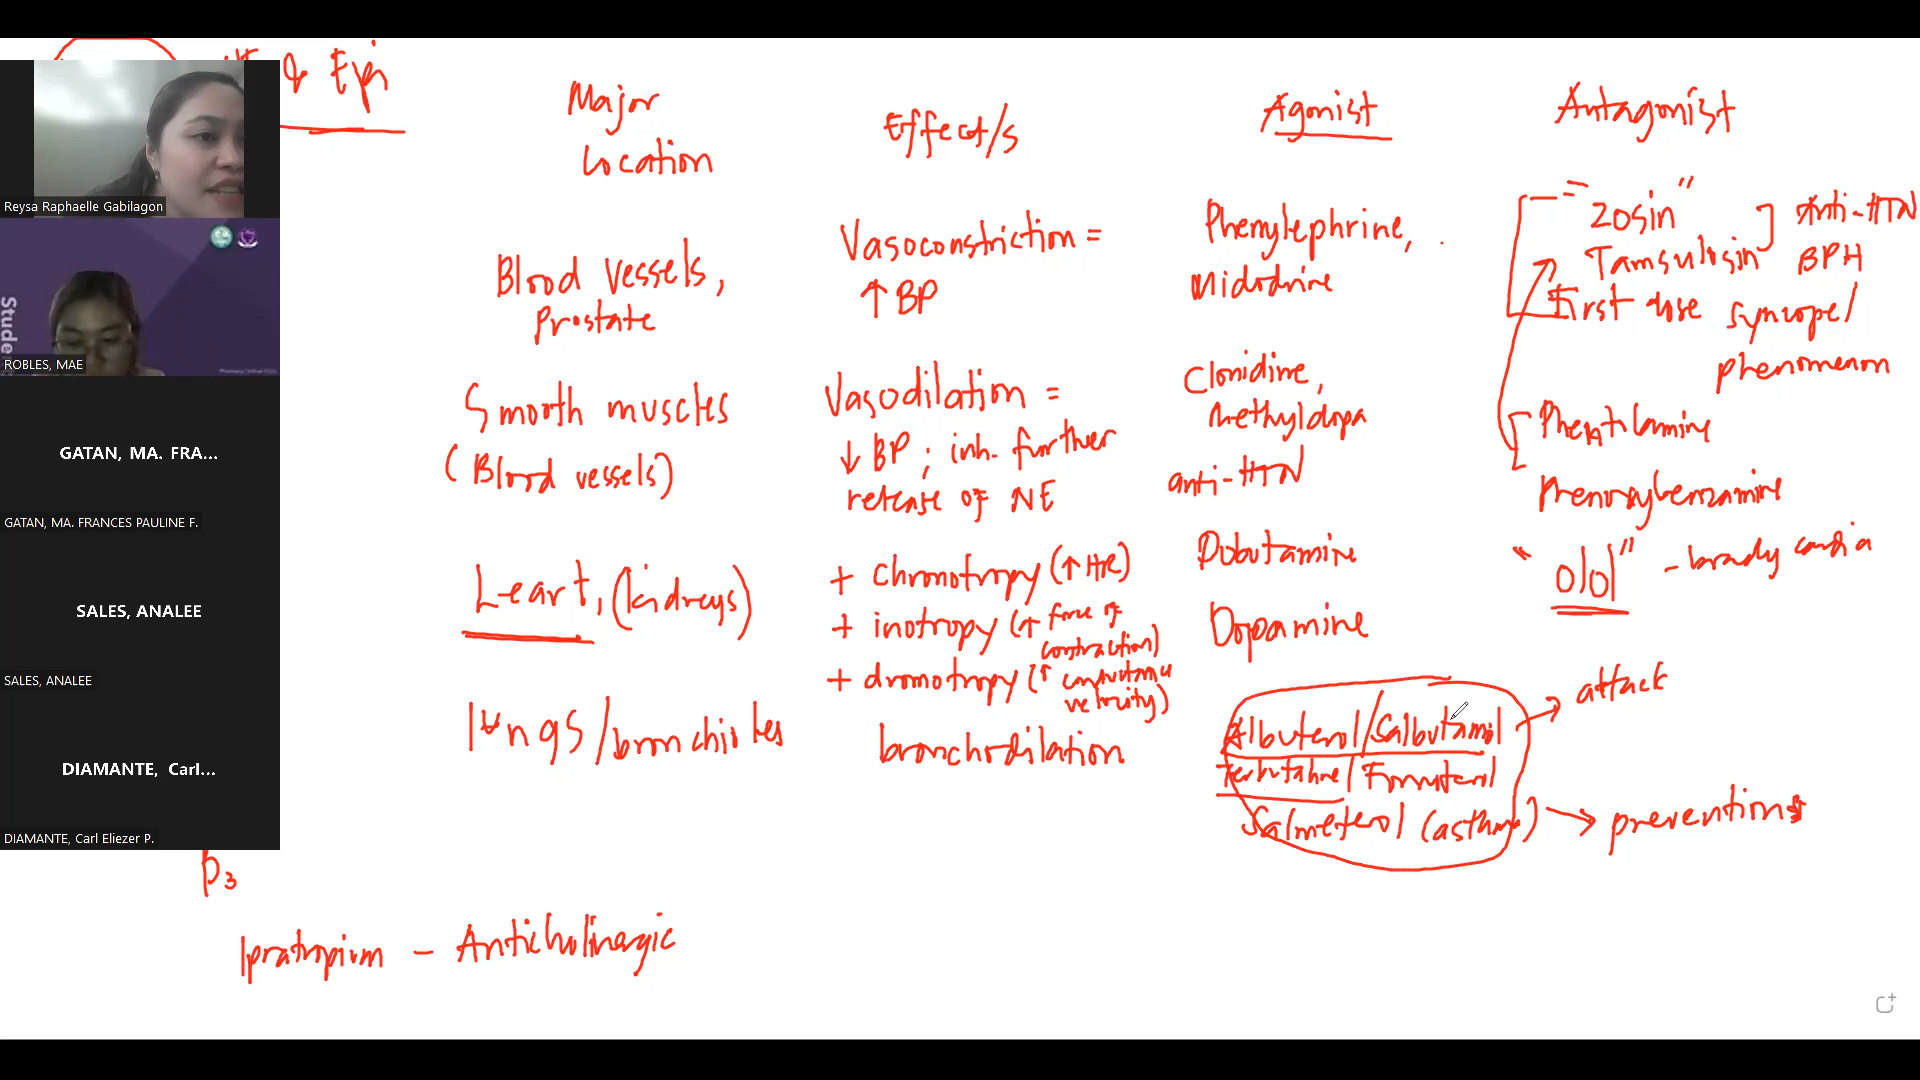 & Epi
Major
Location
Effect/s
Agonist
Antagonist
Blood vessels,
Prostate
Vasoconstriction =
↑ BP
Phenylephrine,
Midodrine
"zosin"
Tamsulosin
Anti-HTN
BPH
First dose syncope/
phenomenon
Smooth muscles
(Blood vessels)
Vasodilation =
↓ BP ; inh. further
release of NE
Clonidine,
Methyldopa
anti-HTN
Phentilamine
Phenoxybenzamine
Heart, (kidneys)
+ chronotropy (↑ HR)
+ inotropy (↑ force of
contraction)
+ dromotropy (↑ conductance
velocity)
Dobutamine
Dopamine
"olol" - bradycardia
lungs/bronchioles
bronchodilation
Albuterol/Salbutamol
Terbutaline/Formoterol
Salmeterol (asthma)
attack
prevention
β3
Ipratropium - Anticholinergic
Reysa Raphaelle Gabilagon
Stude
ROBLES, MAE
GATAN, MA. FRA...
GATAN, MA. FRANCES PAULINE F.
SALES, ANALEE
SALES, ANALEE
DIAMANTE, Carl...
DIAMANTE, Carl Eliezer P.